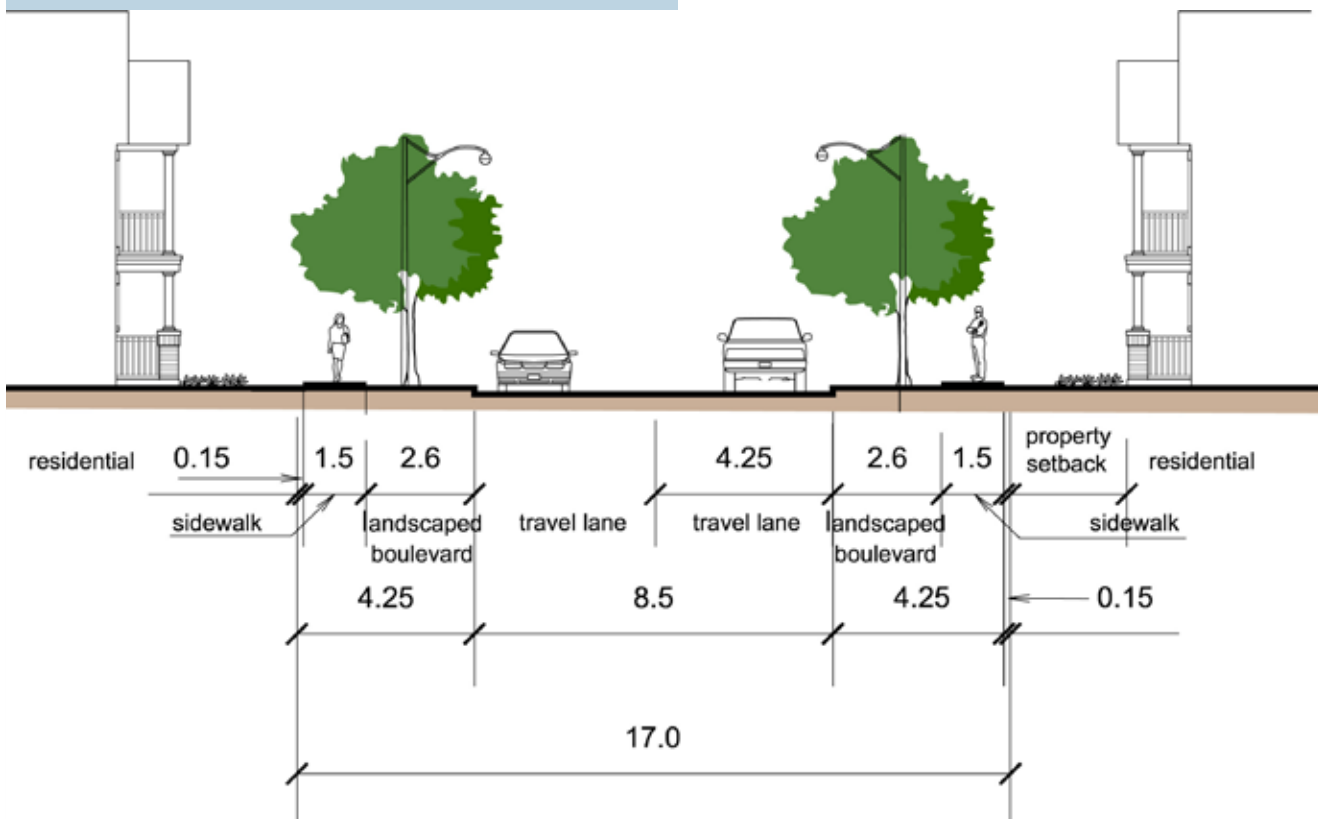 residential 0.15 1.5 2.6 4.25 2.6 1.5 property
setback residential
sidewalk landscaped
boulevard travel lane travel lane landscaped
boulevard sidewalk
4.25 8.5 4.25 0.15
17.0